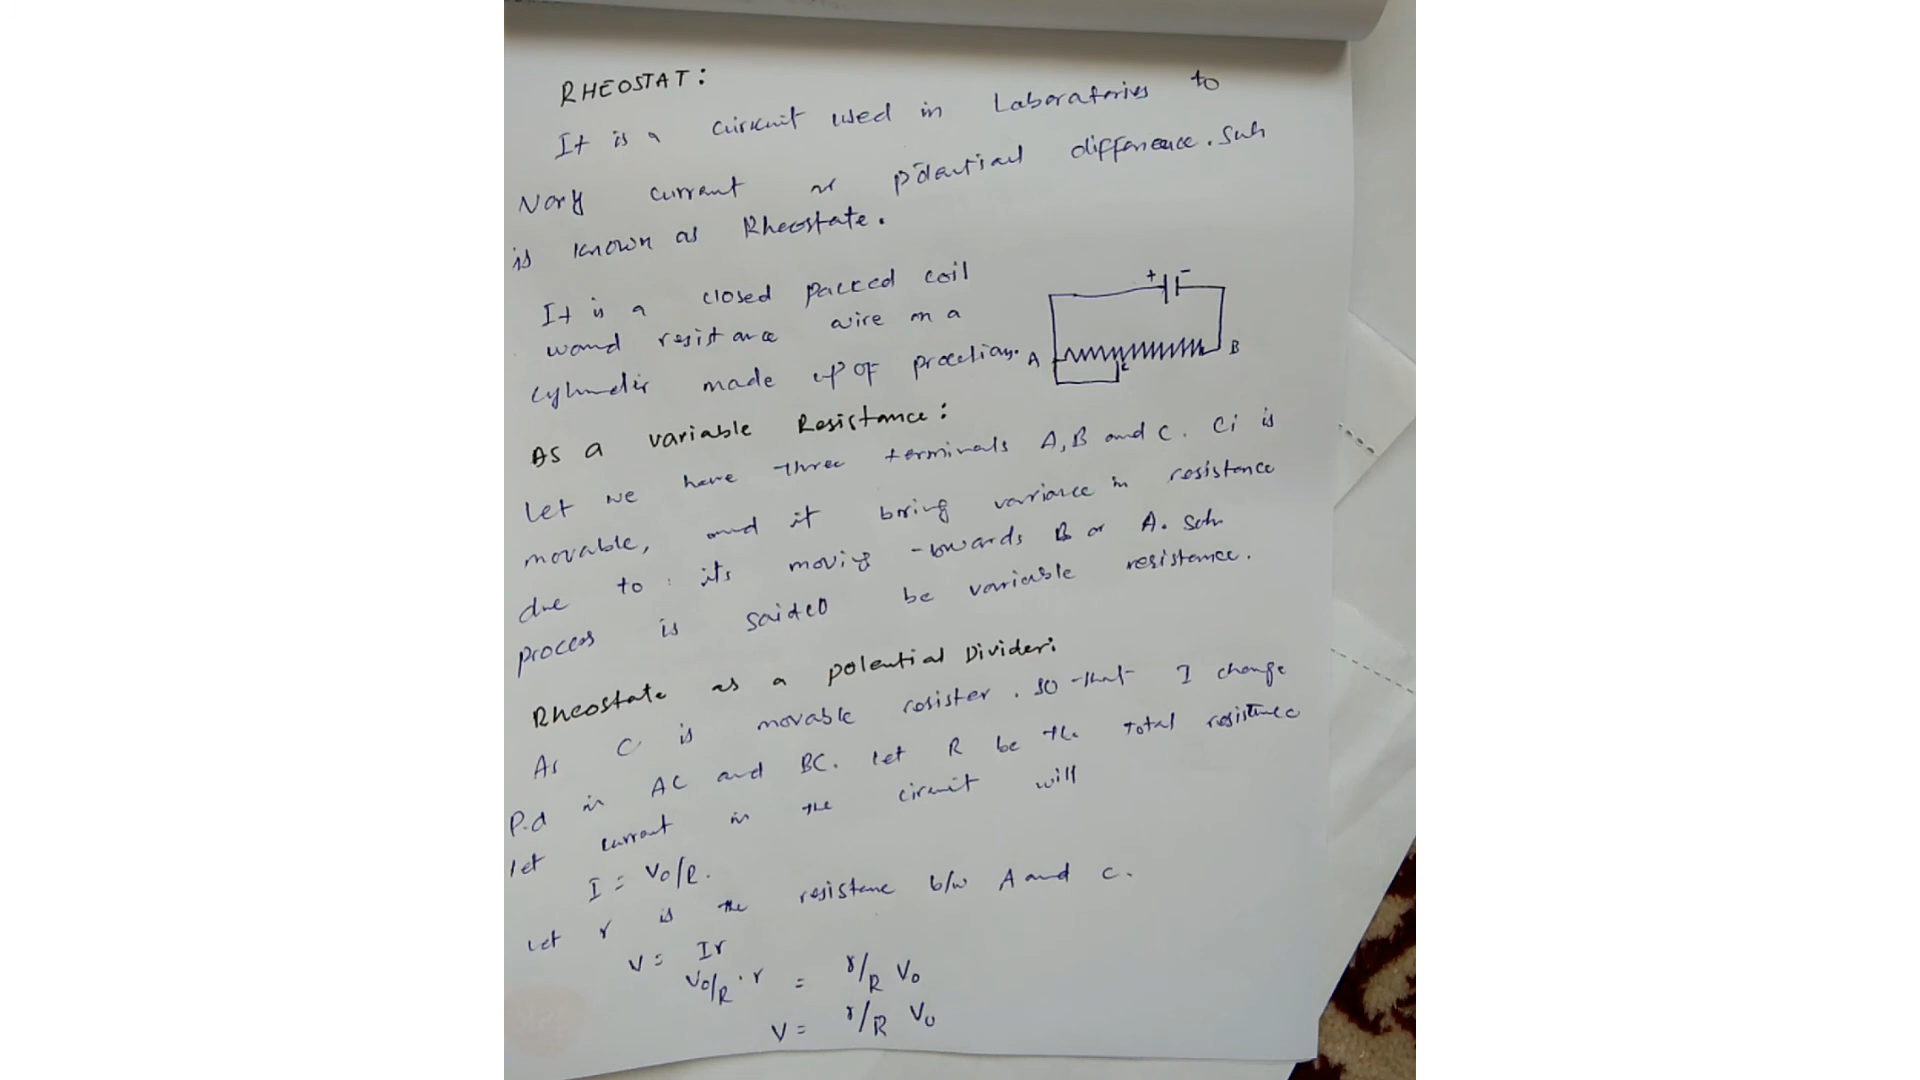 RHEOSTAT:
It is a cuirkuit used in Laboratories to
Vary current or potential difference. Such
is known as Rheostate.
It is a closed packed coil
wond resistance wire on a
cylinder made up of procelian.
+ -
A C B
As a variable Resistance:
Let we have three terminals A, B and C. Ci is
movable, and it bring variance in resistance
due to its moving towards B or A. Such
process is saided be variable resistance.
Rheostate as a potential Divider:
As C is movable resister. so that I change
P.d in AC and BC. let R be the total resistance
let current in the circuit will
I = Vo/R.
Let r is the resistance b/w A and C.
V = Ir
Vo/R . r = r/R Vo
V = r/R Vo